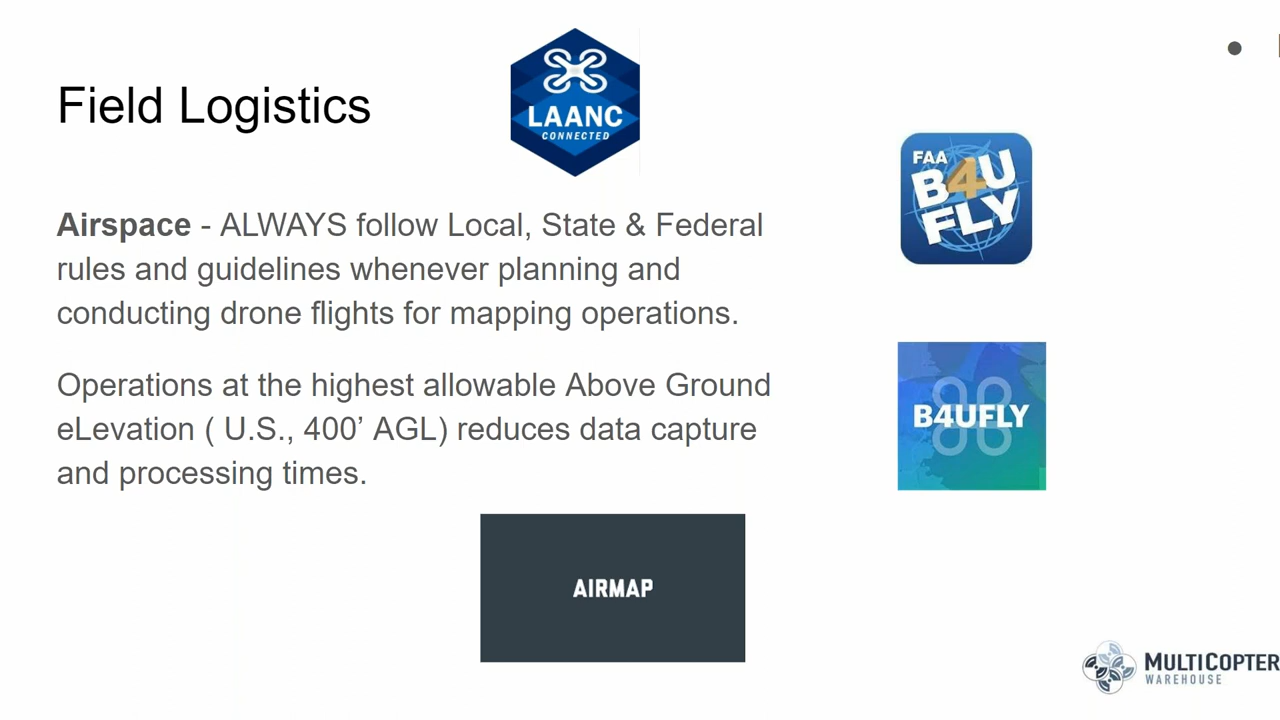 Field Logistics
LAANC
CONNECTED
FAA
B4U
FLY
Airspace - ALWAYS follow Local, State & Federal
rules and guidelines whenever planning and
conducting drone flights for mapping operations.
Operations at the highest allowable Above Ground
eLevation ( U.S., 400’ AGL) reduces data capture
and processing times.
B4UFLY
AIRMAP
MULTICOPTER
WAREHOUSE